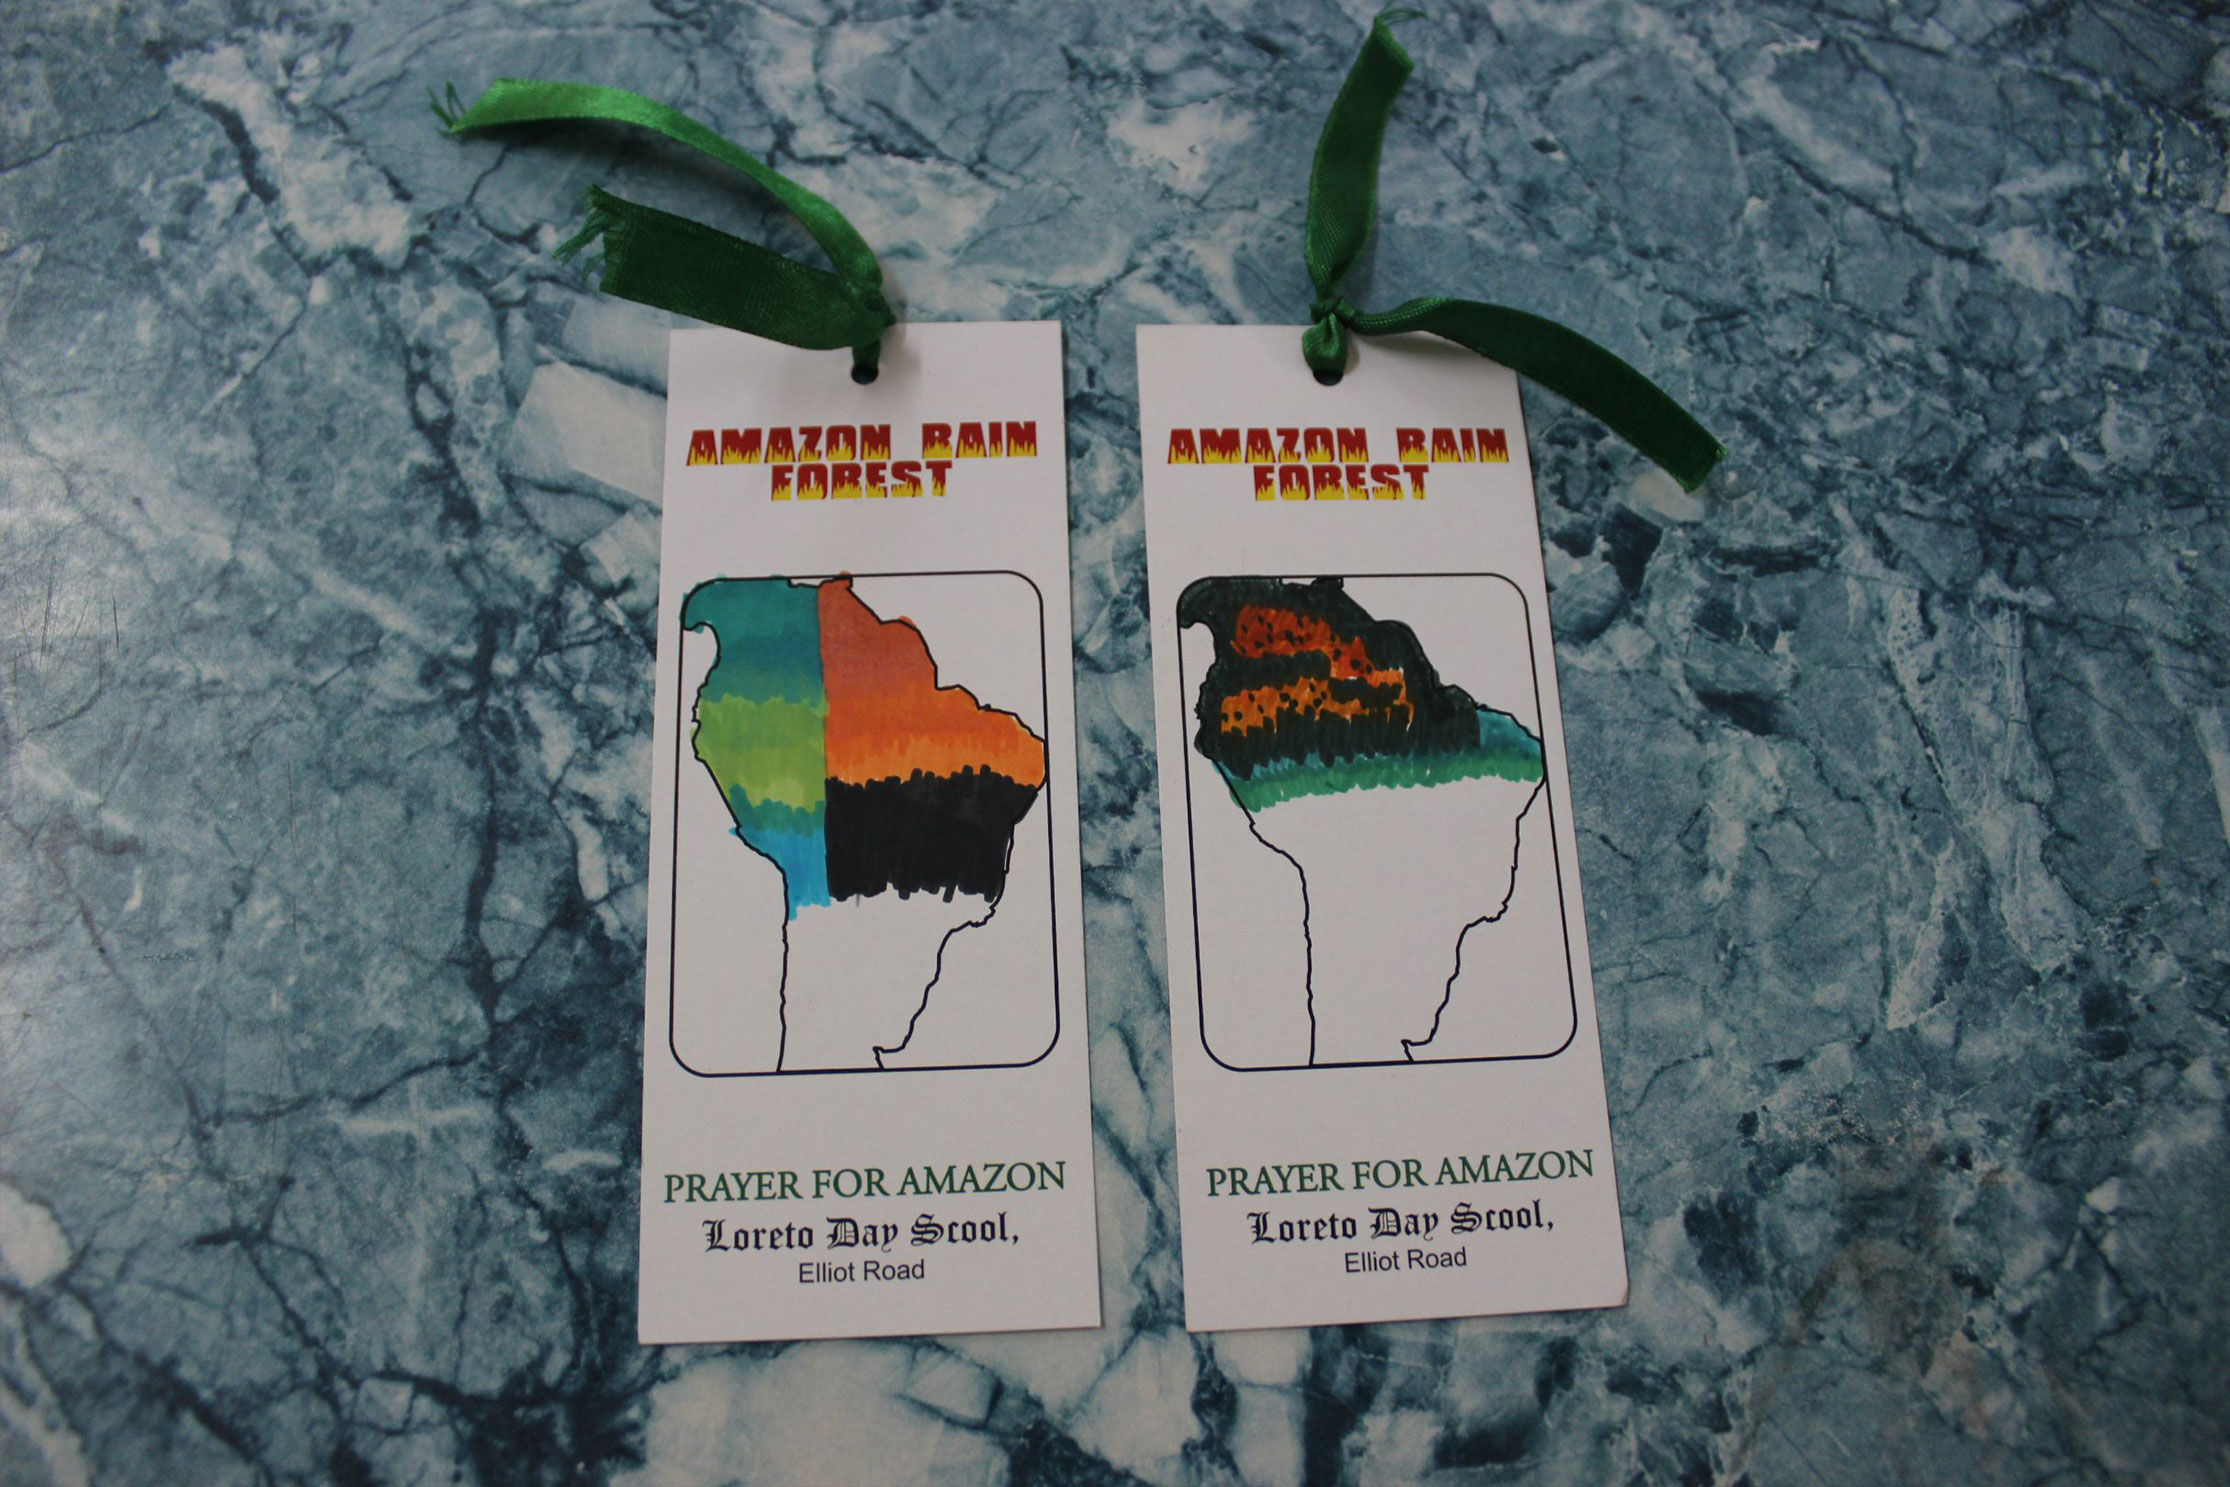 AMAZON RAIN
FOREST
PRAYER FOR AMAZON
Loreto Day Scool,
Elliot Road
AMAZON RAIN
FOREST
PRAYER FOR AMAZON
Loreto Day Scool,
Elliot Road